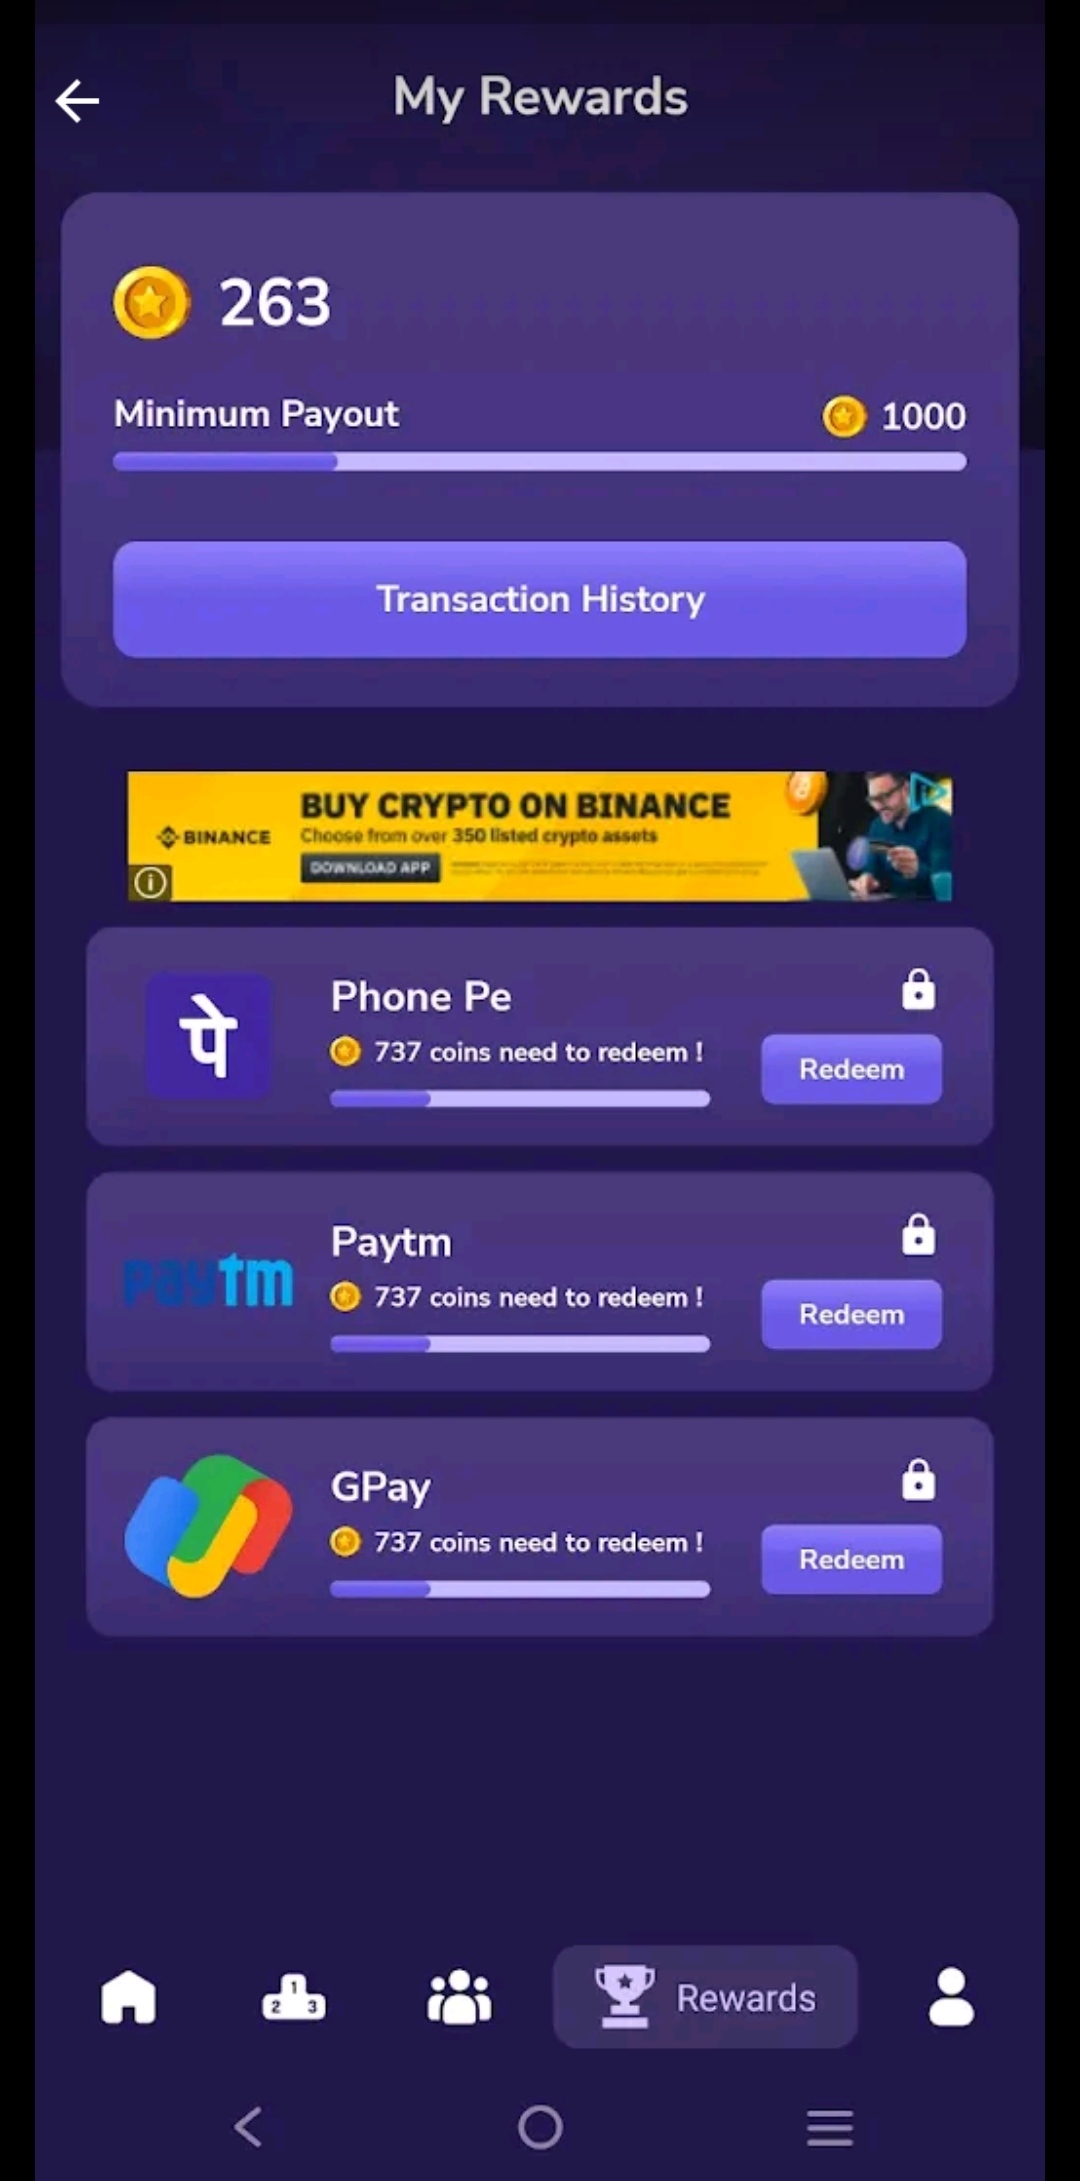 My Rewards
263
Minimum Payout
1000
Transaction History
BUY CRYPTO ON BINANCE
BINANCE
Choose from over 350 listed crypto assets
DOWNLOAD APP
पे
Phone Pe
737 coins need to redeem !
Redeem
paytm
Paytm
737 coins need to redeem !
Redeem
GPay
737 coins need to redeem !
Redeem
1
2 3
Rewards